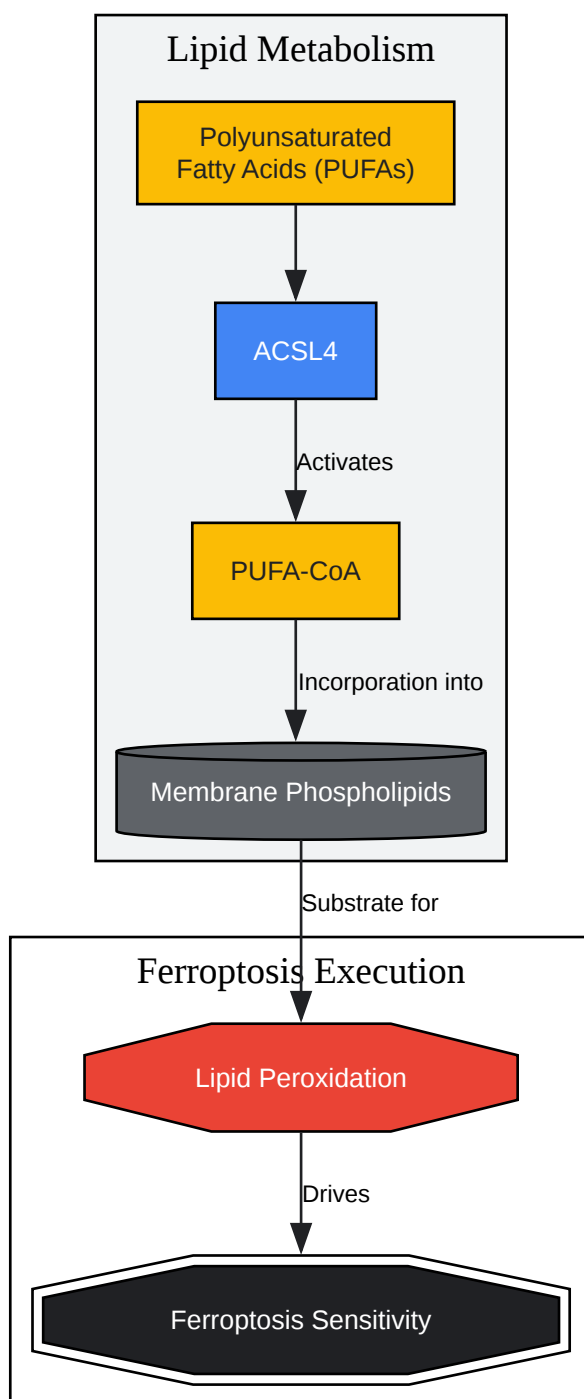 Lipid Metabolism
Polyunsaturated
Fatty Acids (PUFAs)
ACSL4
Activates
PUFA-CoA
Incorporation into
Membrane Phospholipids
Substrate for
Ferroptosis Execution
Lipid Peroxidation
Drives
Ferroptosis Sensitivity